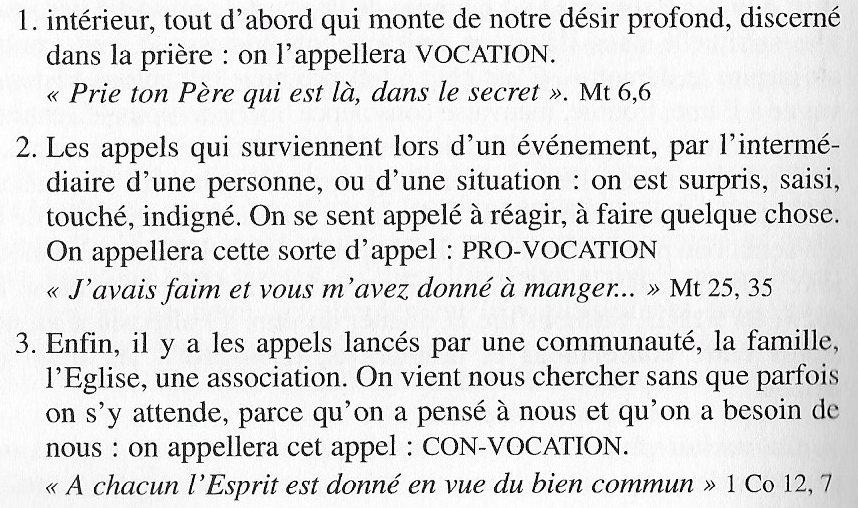 1. intérieur, tout d'abord qui monte de notre désir profond, discerné
dans la prière : on l'appellera VOCATION.
« Prie ton Père qui est là, dans le secret ». Mt 6,6
2. Les appels qui surviennent lors d'un événement, par l'intermé-
diaire d'une personne, ou d'une situation : on est surpris, saisi,
touché, indigné. On se sent appelé à réagir, à faire quelque chose.
On appellera cette sorte d'appel : PRO-VOCATION
« J'avais faim et vous m'avez donné à manger... » Mt 25, 35
3. Enfin, il y a les appels lancés par une communauté, la famille,
l'Eglise, une association. On vient nous chercher sans que parfois
on s'y attende, parce qu'on a pensé à nous et qu'on a besoin de
nous : on appellera cet appel : CON-VOCATION.
« A chacun l'Esprit est donné en vue du bien commun » 1 Co 12, 7